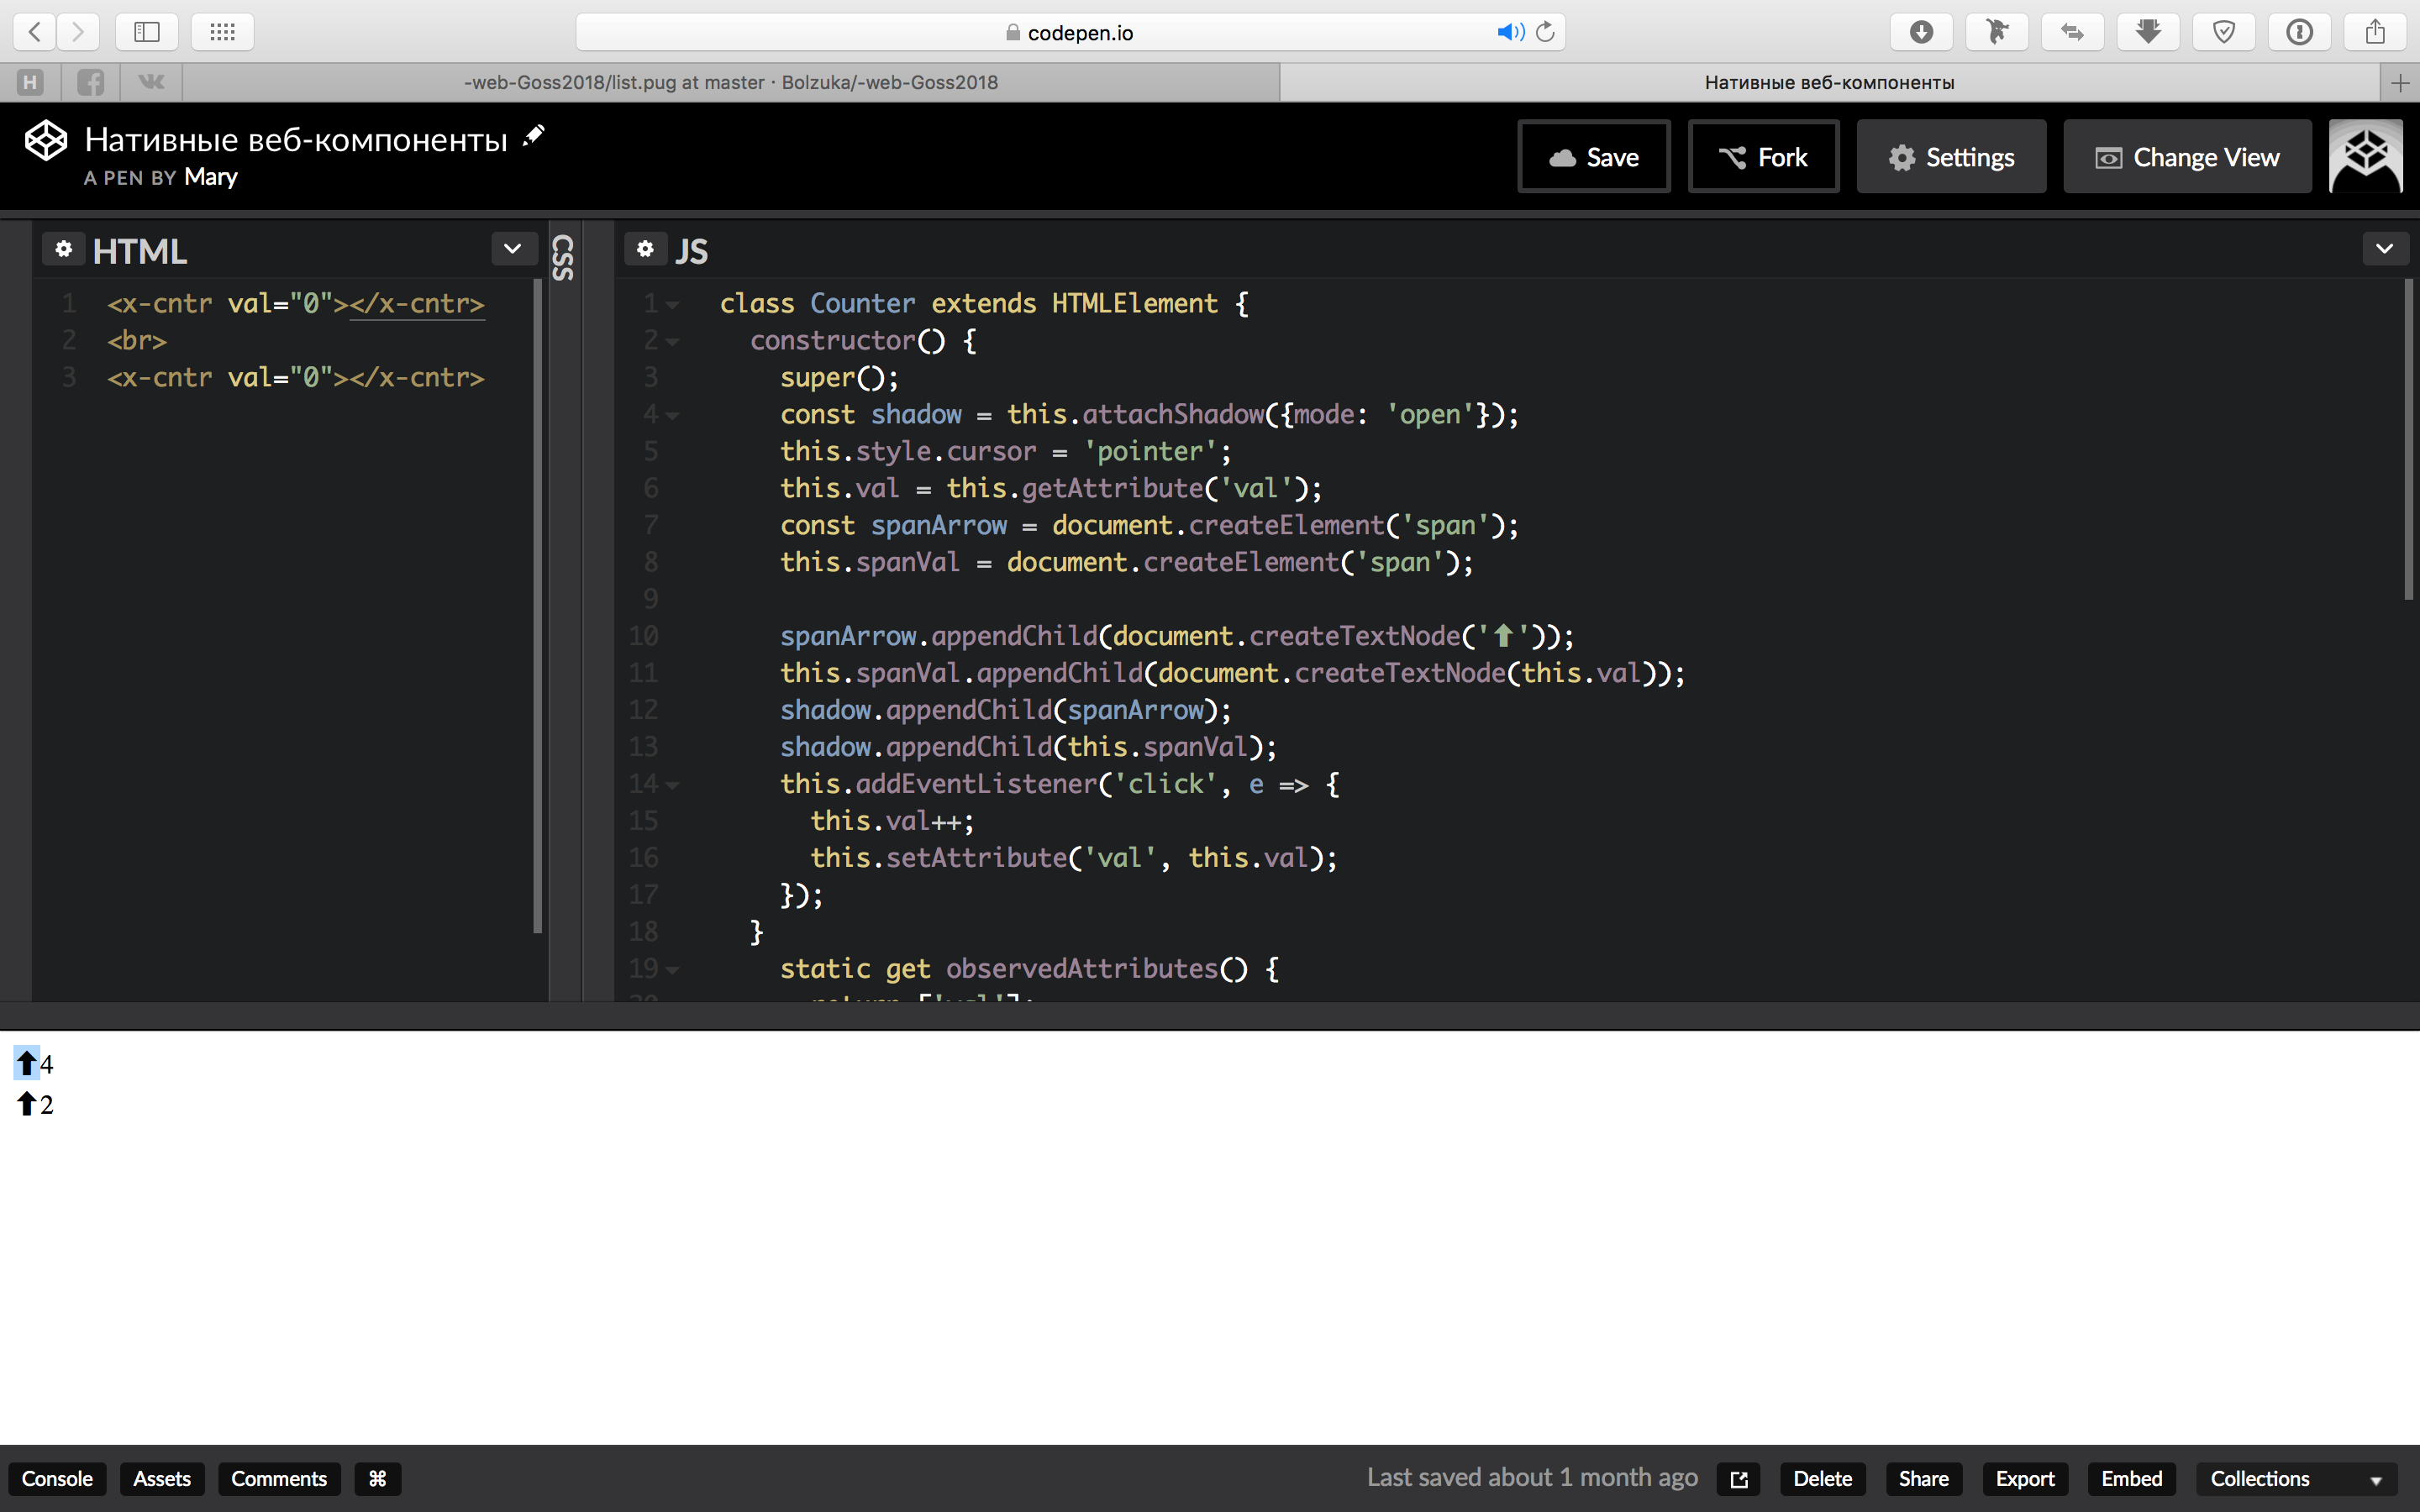 codepen.io
H
-web-Goss2018/list.pug at master · Bolzuka/-web-Goss2018
Нативные веб-компоненты
Нативные веб-компоненты
A PEN BY Mary
Save
Fork
Settings
Change View
HTML
1 <x-cntr val="0"></x-cntr>
2 <br>
3 <x-cntr val="0"></x-cntr>
CSS
JS
1 class Counter extends HTMLElement {
2 constructor() {
3 super();
4 const shadow = this.attachShadow({mode: 'open'});
5 this.style.cursor = 'pointer';
6 this.val = this.getAttribute('val');
7 const spanArrow = document.createElement('span');
8 this.spanVal = document.createElement('span');
9
10 spanArrow.appendChild(document.createTextNode('⬆'));
11 this.spanVal.appendChild(document.createTextNode(this.val));
12 shadow.appendChild(spanArrow);
13 shadow.appendChild(this.spanVal);
14 this.addEventListener('click', e => {
15 this.val++;
16 this.setAttribute('val', this.val);
17 });
18 }
19 static get observedAttributes() {
20 return ['val'];
⬆4
⬆2
Console
Assets
Comments
⌘
Last saved about 1 month ago
Delete
Share
Export
Embed
Collections